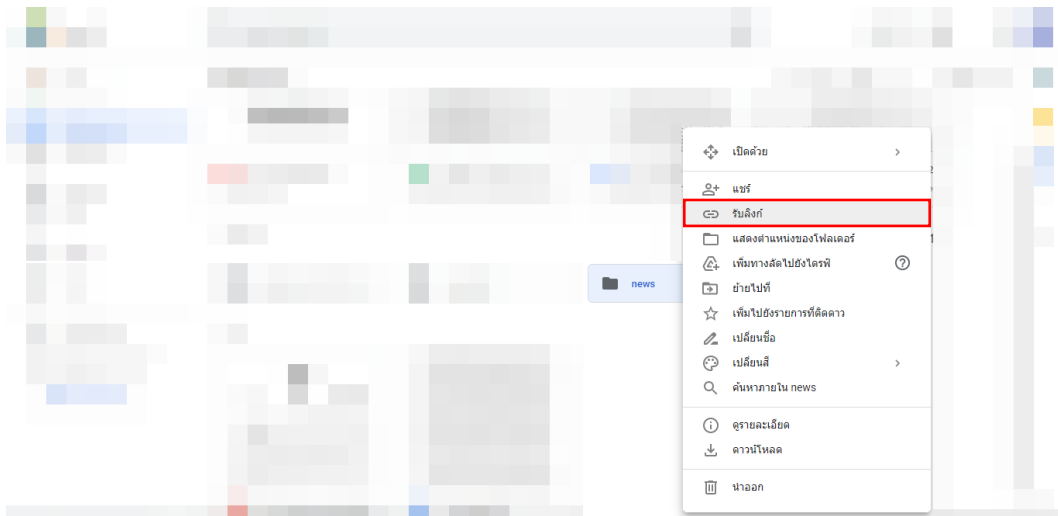 เปิดด้วย
แชร์
รับลิงก์
แสดงตำแหน่งของโฟลเดอร์
เพิ่มทางลัดไปยังไดรฟ์
news
ย้ายไปที่
เพิ่มไปยังรายการที่ติดดาว
เปลี่ยนชื่อ
เปลี่ยนสี
ค้นหาภายใน news
ดูรายละเอียด
ดาวน์โหลด
นำออก